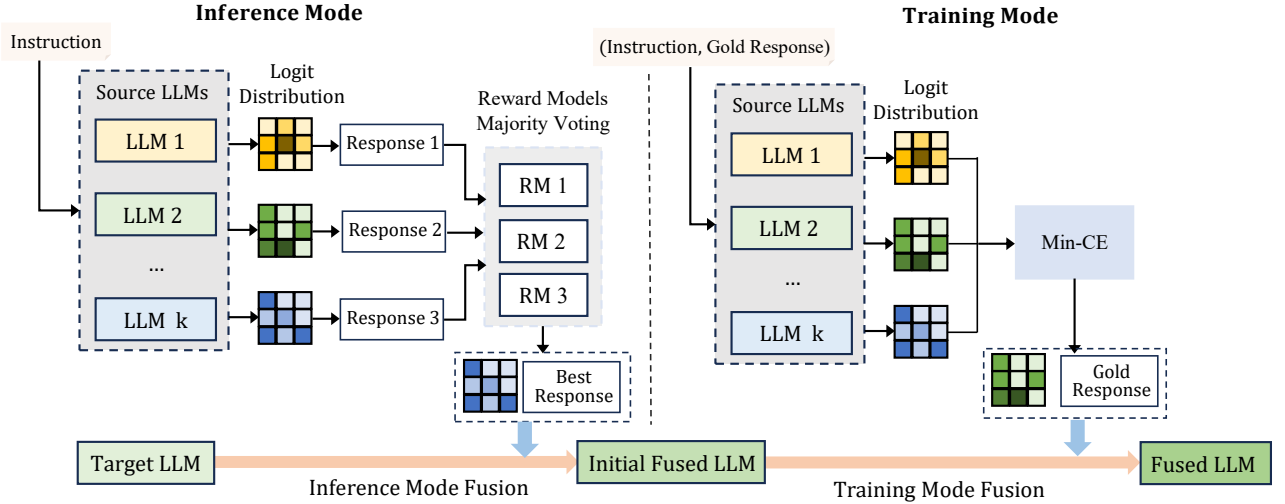 Inference Mode
Instruction
Source LLMs
LLM 1
LLM 2
...
LLM k
Logit
Distribution
Response 1
Response 2
Response 3
Reward Models
Majority Voting
RM 1
RM 2
RM 3
Best
Response
Training Mode
(Instruction, Gold Response)
Source LLMs
LLM 1
LLM 2
...
LLM k
Logit
Distribution
Min-CE
Gold
Response
Target LLM
Inference Mode Fusion
Initial Fused LLM
Training Mode Fusion
Fused LLM